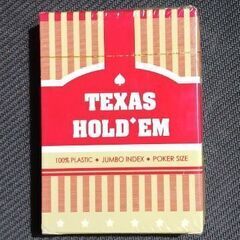 TEXAS
HOLD'EM
100% PLASTIC • JUMBO INDEX • POKER SIZE